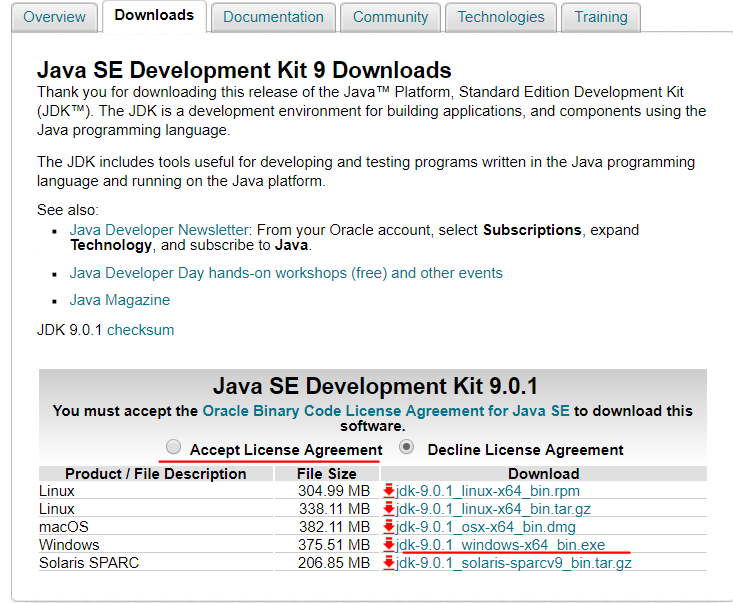 Overview Downloads Documentation Community Technologies Training
Java SE Development Kit 9 Downloads
Thank you for downloading this release of the Java™ Platform, Standard Edition Development Kit
(JDK™). The JDK is a development environment for building applications, and components using the
Java programming language.
The JDK includes tools useful for developing and testing programs written in the Java programming
language and running on the Java platform.
See also:
Java Developer Newsletter: From your Oracle account, select Subscriptions, expand
Technology, and subscribe to Java.
Java Developer Day hands-on workshops (free) and other events
Java Magazine
JDK 9.0.1 checksum
Java SE Development Kit 9.0.1
You must accept the Oracle Binary Code License Agreement for Java SE to download this
software.
Accept License Agreement Decline License Agreement
Product / File Description File Size Download
Linux 304.99 MB jdk-9.0.1_linux-x64_bin.rpm
Linux 338.11 MB jdk-9.0.1_linux-x64_bin.tar.gz
macOS 382.11 MB jdk-9.0.1_osx-x64_bin.dmg
Windows 375.51 MB jdk-9.0.1_windows-x64_bin.exe
Solaris SPARC 206.85 MB jdk-9.0.1_solaris-sparcv9_bin.tar.gz